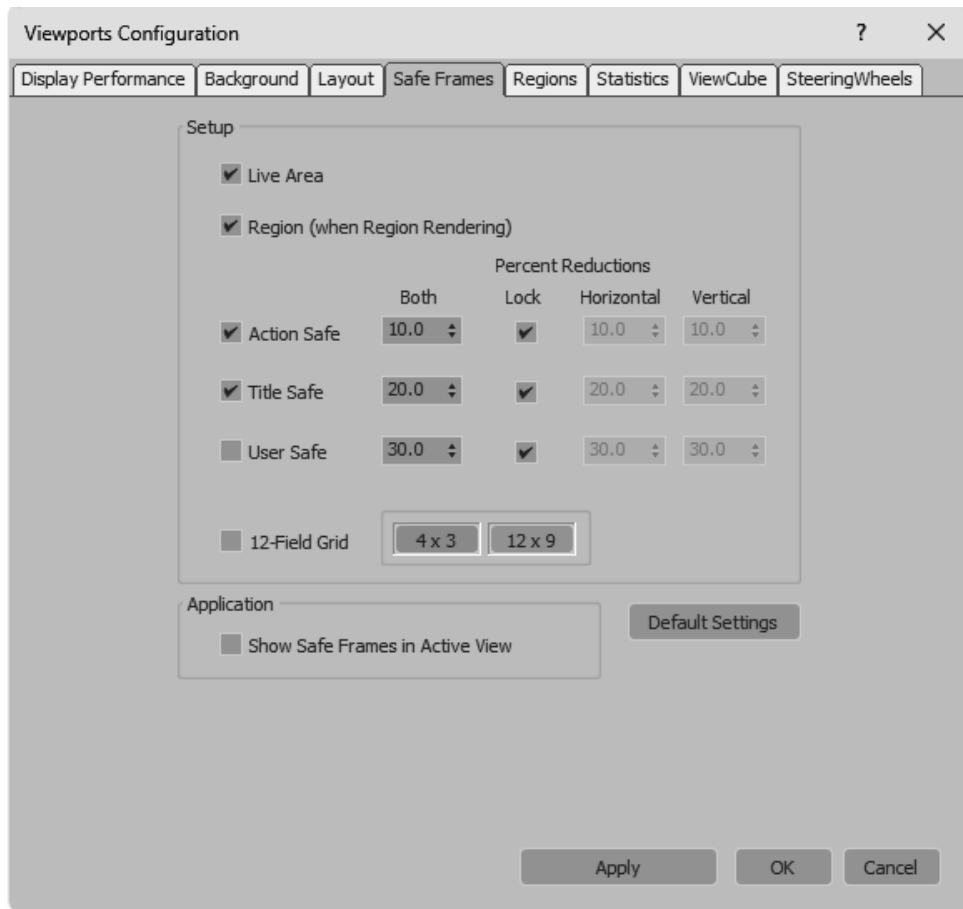 Viewports Configuration ? ×
Display Performance Background Layout Safe Frames Regions Statistics ViewCube SteeringWheels
Setup
Live Area
Region (when Region Rendering)
Percent Reductions
Both Lock Horizontal Vertical
Action Safe 10.0 10.0 10.0
Title Safe 20.0 20.0 20.0
User Safe 30.0 30.0 30.0
12-Field Grid 4 x 3 12 x 9
Application
Default Settings
Show Safe Frames in Active View
Apply OK Cancel